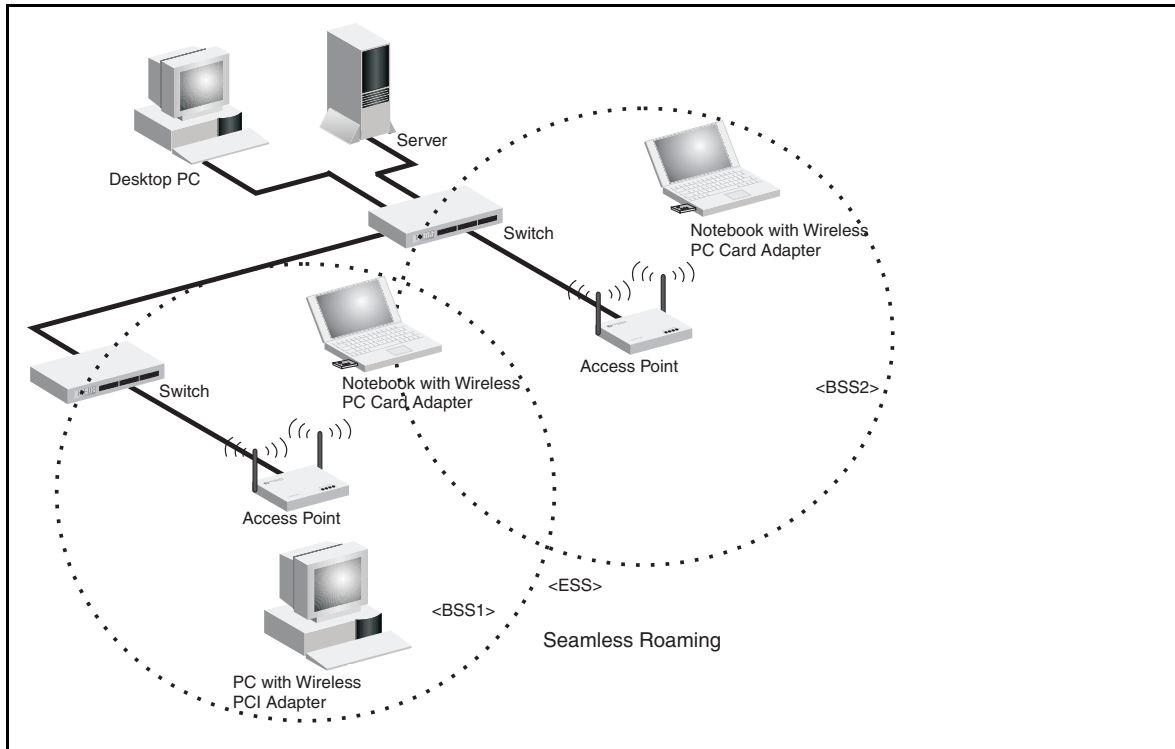 Server
Desktop PC
Switch
Notebook with Wireless
PC Card Adapter
Access Point
Notebook with Wireless
PC Card Adapter
<BSS2>
Switch
Access Point
<ESS>
<BSS1>
Seamless Roaming
PC with Wireless
PCI Adapter